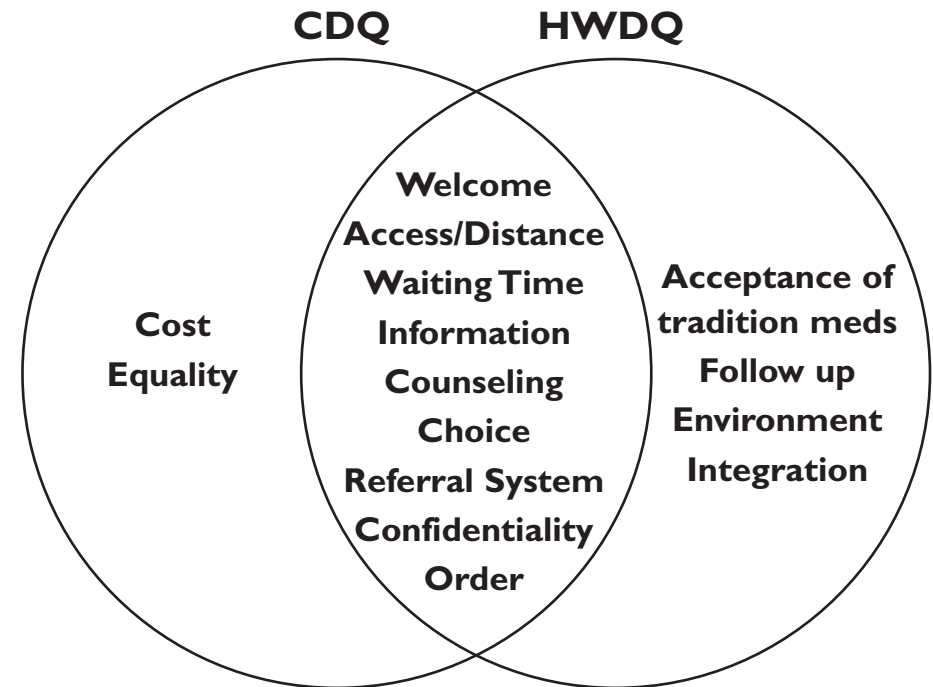 CDQ
HWDQ
Cost
Equality
Welcome
Access/Distance
Waiting Time
Information
Counseling
Choice
Referral System
Confidentiality
Order
Acceptance of
tradition meds
Follow up
Environment
Integration